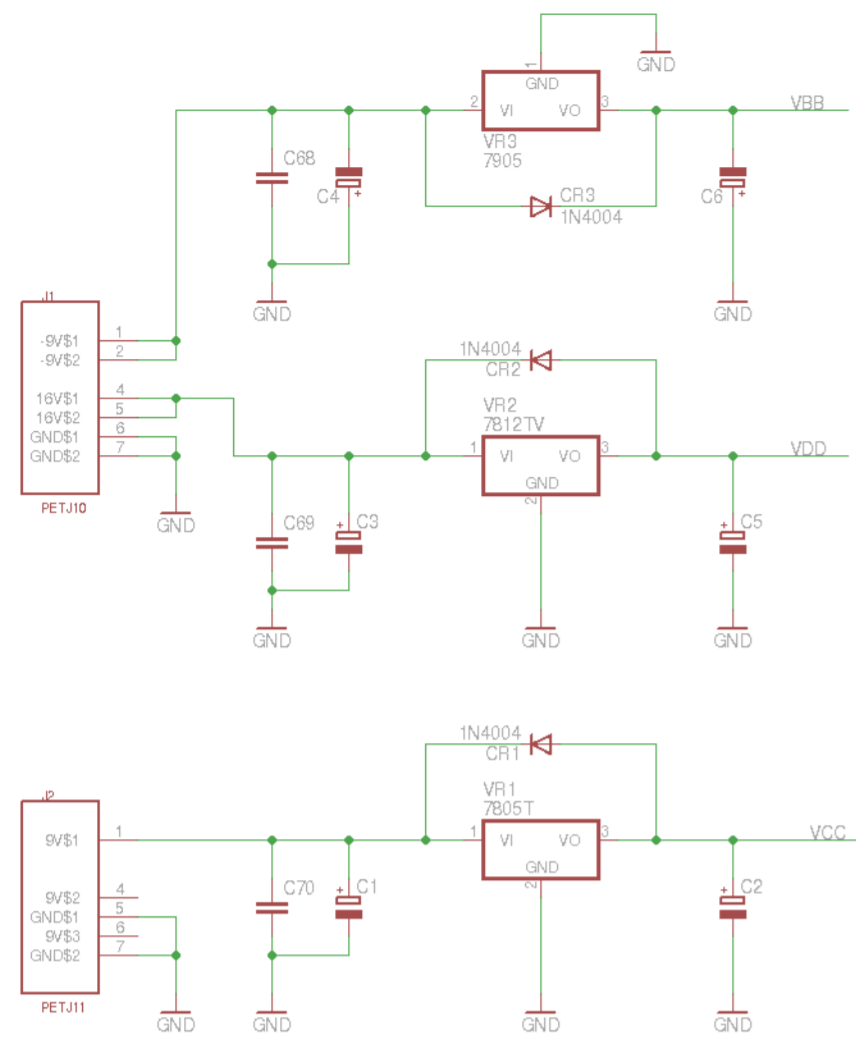 1
GND
GND
2
VI
VO
3
VBB
VR3
7905
C68
C4
+
CR3
1N4004
C6
+
GND
GND
J1
-9V$1
1
-9V$2
2
16V$1
4
16V$2
5
GND$1
6
GND$2
7
PETJ10
GND
1N4004
CR2
VR2
7812TV
1
VI
VO
3
VDD
GND
2
C69
+
C3
+
C5
GND
GND
GND
1N4004
CR1
VR1
7805T
J2
9V$1
1
1
VI
VO
3
VCC
GND
2
9V$2
4
GND$1
5
9V$3
6
GND$2
7
C70
+
C1
+
C2
PETJ11
GND
GND
GND
GND